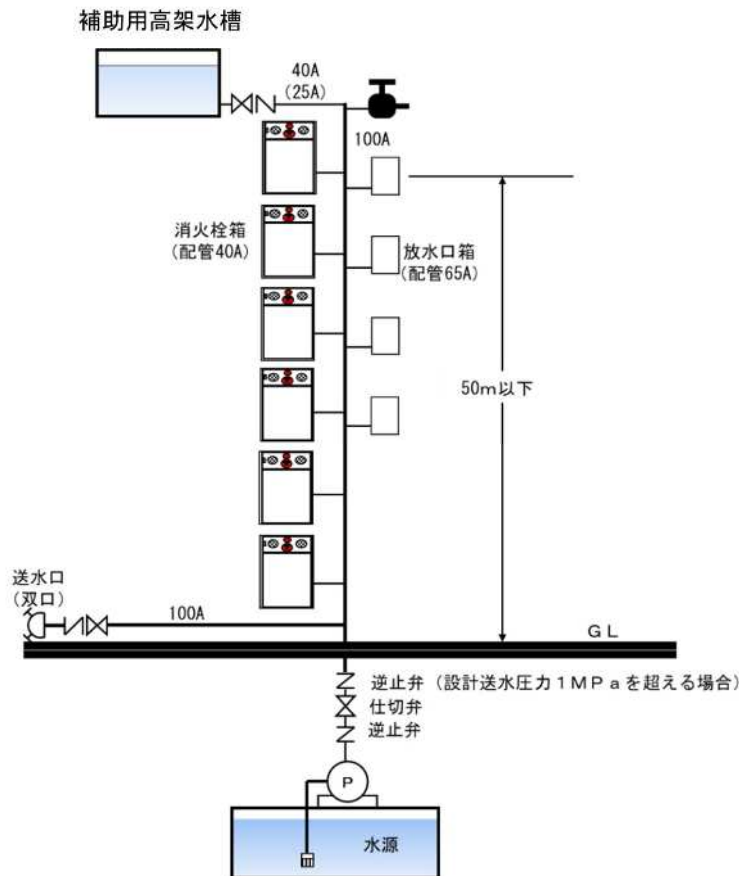 補助用高架水槽
40A
(25A)
100A
消火栓箱
(配管40A)
放水口箱
(配管65A)
50m以下
送水口
(双口)
100A
GL
逆止弁（設計送水圧力1MPaを超える場合）
仕切弁
逆止弁
P
水源